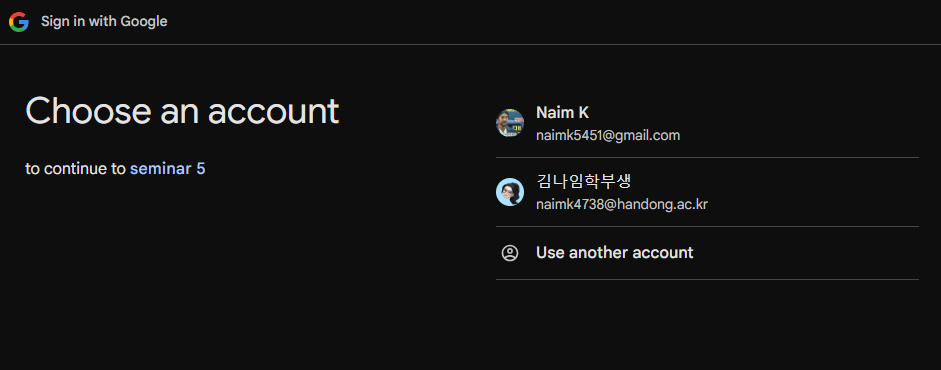 Sign in with Google
Choose an account
to continue to seminar 5
Naim K
naimk5451@gmail.com
김나임학부생
naimk4738@handong.ac.kr
Use another account